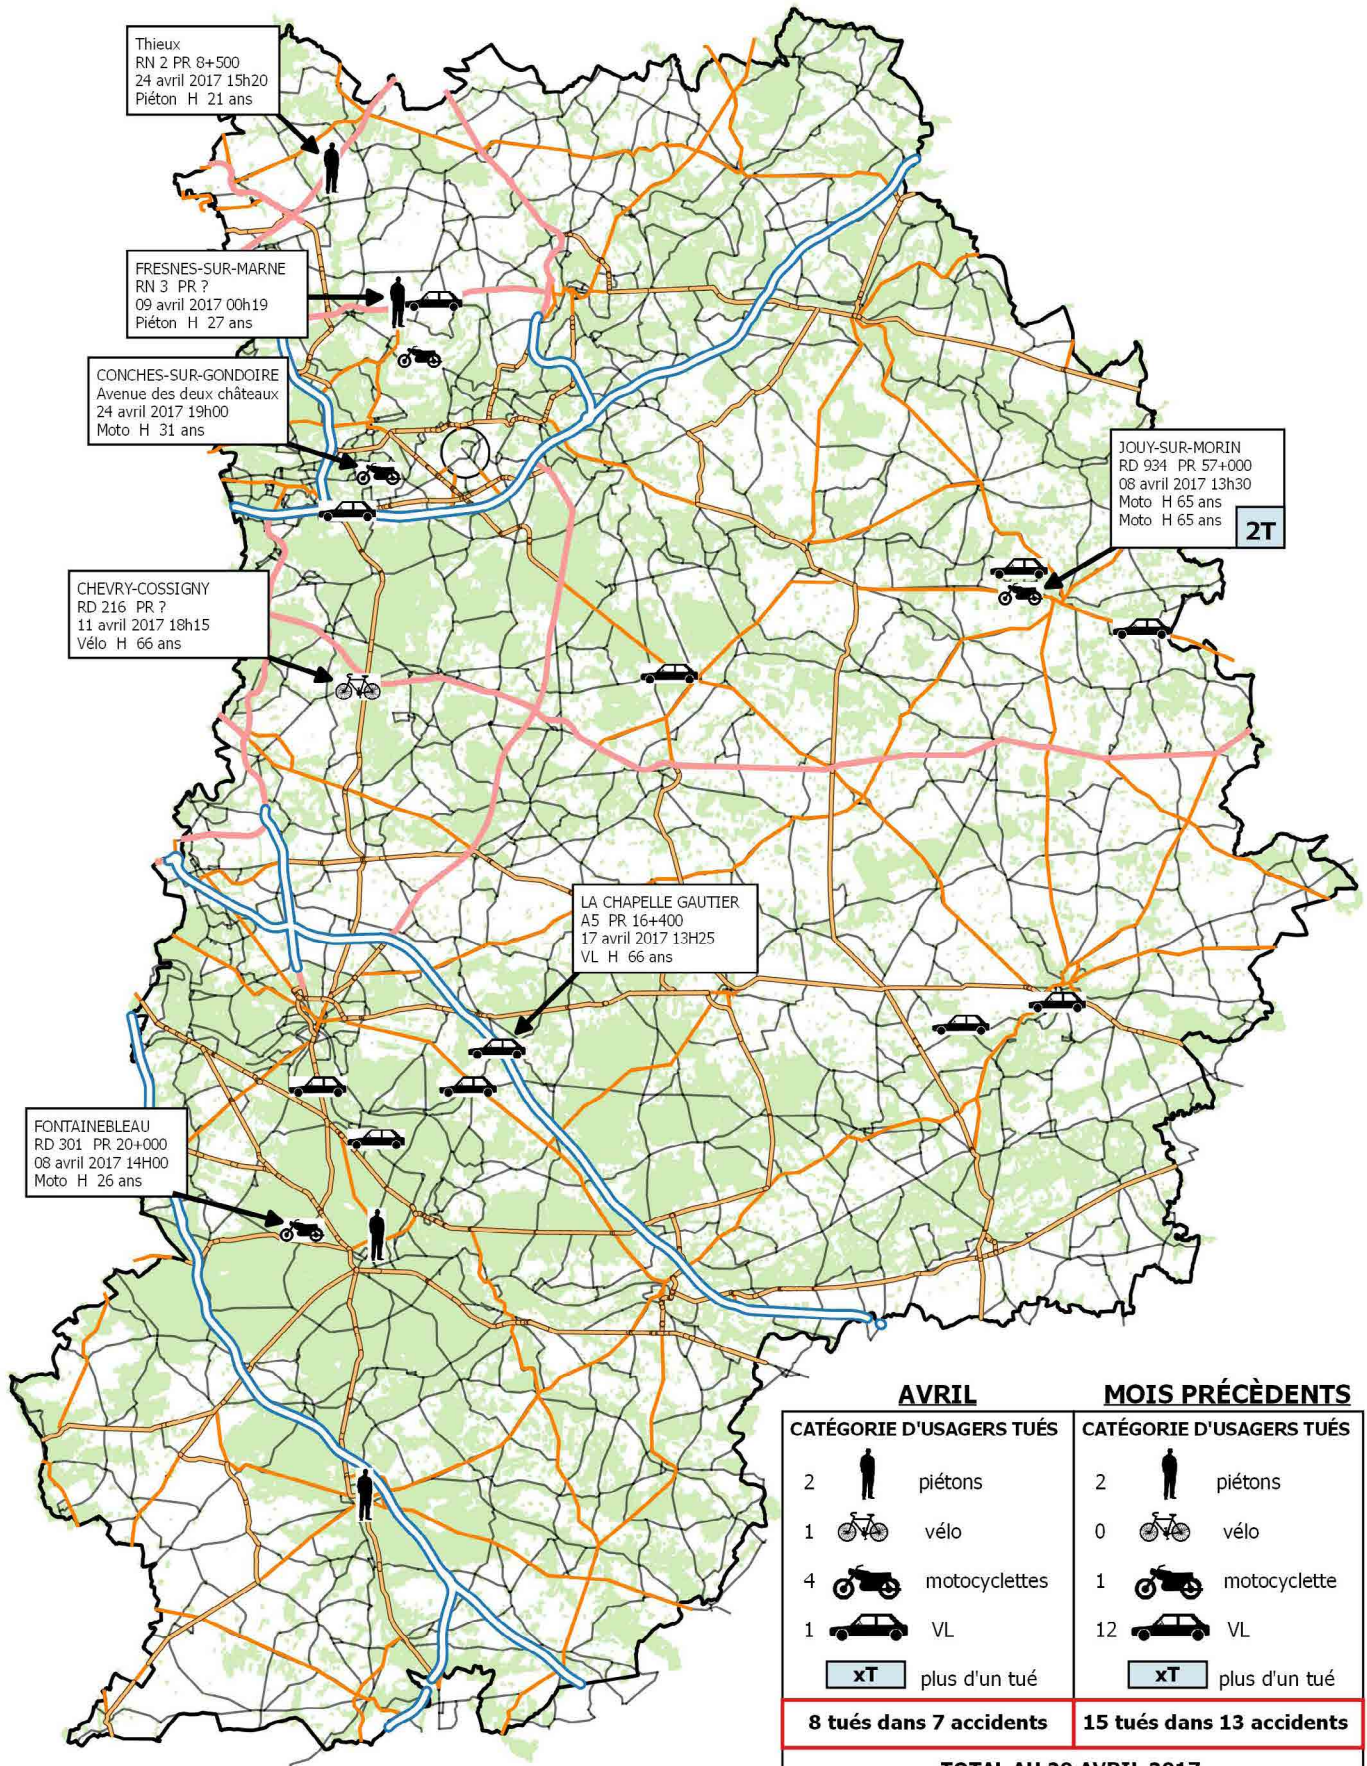 Thieux
RN 2 PR 8+500
24 avril 2017 15h20
Piéton H 21 ans
FRESNES-SUR-MARNE
RN 3 PR ?
09 avril 2017 00h19
Piéton H 27 ans
CONCHES-SUR-GONDOIRE
Avenue des deux châteaux
24 avril 2017 19h00
Moto H 31 ans
JOUY-SUR-MORIN
RD 934 PR 57+000
08 avril 2017 13h30
Moto H 65 ans
Moto H 65 ans
2T
CHEVRY-COSSIGNY
RD 216 PR ?
11 avril 2017 18h15
Vélo H 66 ans
LA CHAPELLE GAUTIER
A5 PR 16+400
17 avril 2017 13H25
VL H 66 ans
FONTAINEBLEAU
RD 301 PR 20+000
08 avril 2017 14H00
Moto H 26 ans
AVRIL
CATÉGORIE D'USAGERS TUÉS
2 piétons
1 vélo
4 motocyclettes
1 VL
xT plus d'un tué
8 tués dans 7 accidents
MOIS PRÉCÈDENTS
CATÉGORIE D'USAGERS TUÉS
2 piétons
0 vélo
1 motocyclette
12 VL
xT plus d'un tué
15 tués dans 13 accidents